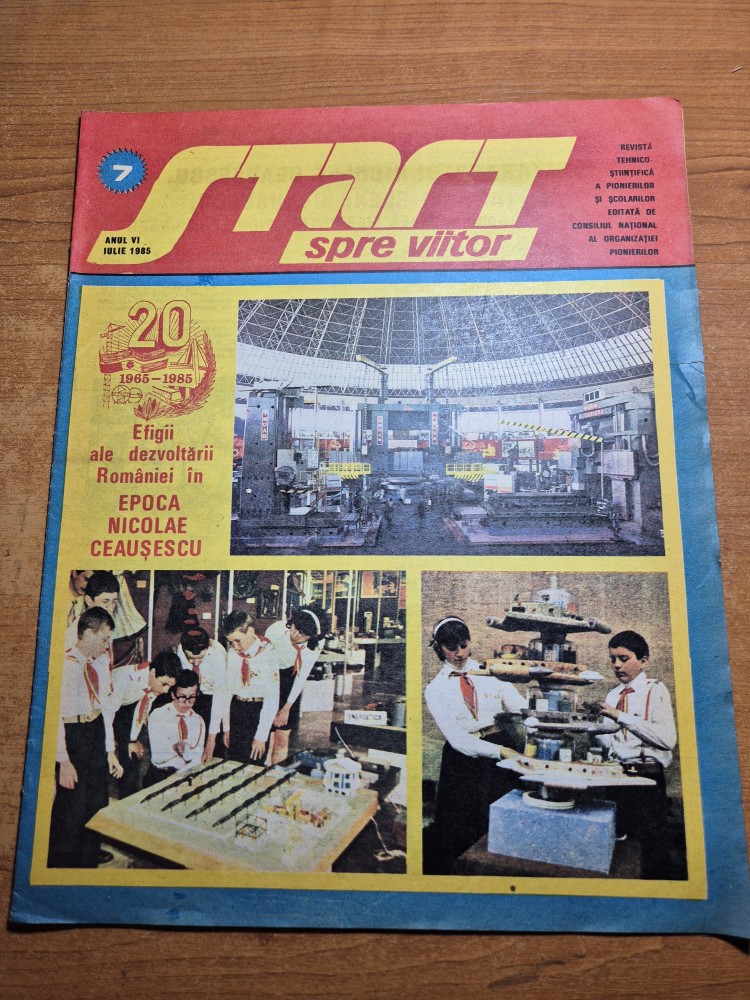 7
START
spre viitor
ANUL VI
IULIE 1985
REVISTĂ
TEHNICO-
ȘTIINȚIFICĂ
A PIONIERILOR
ȘI ȘCOLARILOR
EDITATĂ DE
CONSILIUL NAȚIONAL
AL ORGANIZAȚIEI
PIONIERILOR
20
1965-1985
Efigii
ale dezvoltării
României în
EPOCA
NICOLAE
CEAUȘESCU
ENERGETICA